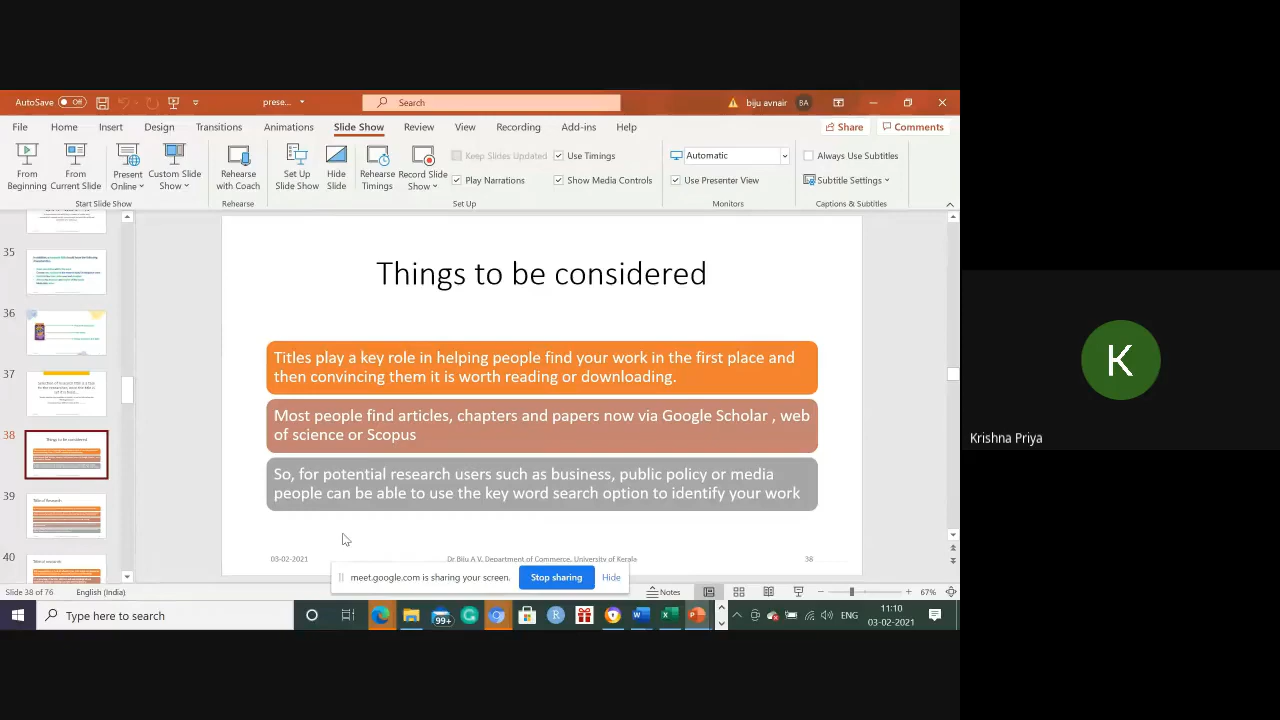 AutoSave Off
prese...
Search
biju avnair BA
File Home Insert Design Transitions Animations Slide Show Review View Recording Add-ins Help
Share Comments
From Beginning
From Current Slide
Present Online
Custom Slide Show
Start Slide Show
Rehearse with Coach
Rehearse
Set Up Slide Show
Hide Slide
Rehearse Timings
Record Slide Show
Keep Slides Updated
Use Timings
Play Narrations
Show Media Controls
Set Up
Automatic
Use Presenter View
Monitors
Always Use Subtitles
Subtitle Settings
Captions & Subtitles
35
36
37
38
39
40
Things to be considered
Titles play a key role in helping people find your work in the first place and
then convincing them it is worth reading or downloading.
Most people find articles, chapters and papers now via Google Scholar , web
of science or Scopus
So, for potential research users such as business, public policy or media
people can be able to use the key word search option to identify your work
03-02-2021 Dr.Biju A.V, Department of Commerce, University of Kerala 38
meet.google.com is sharing your screen. Stop sharing Hide
Slide 38 of 76 English (India) Notes 67%
Type here to search
99+
ENG
11:10
03-02-2021
K
Krishna Priya